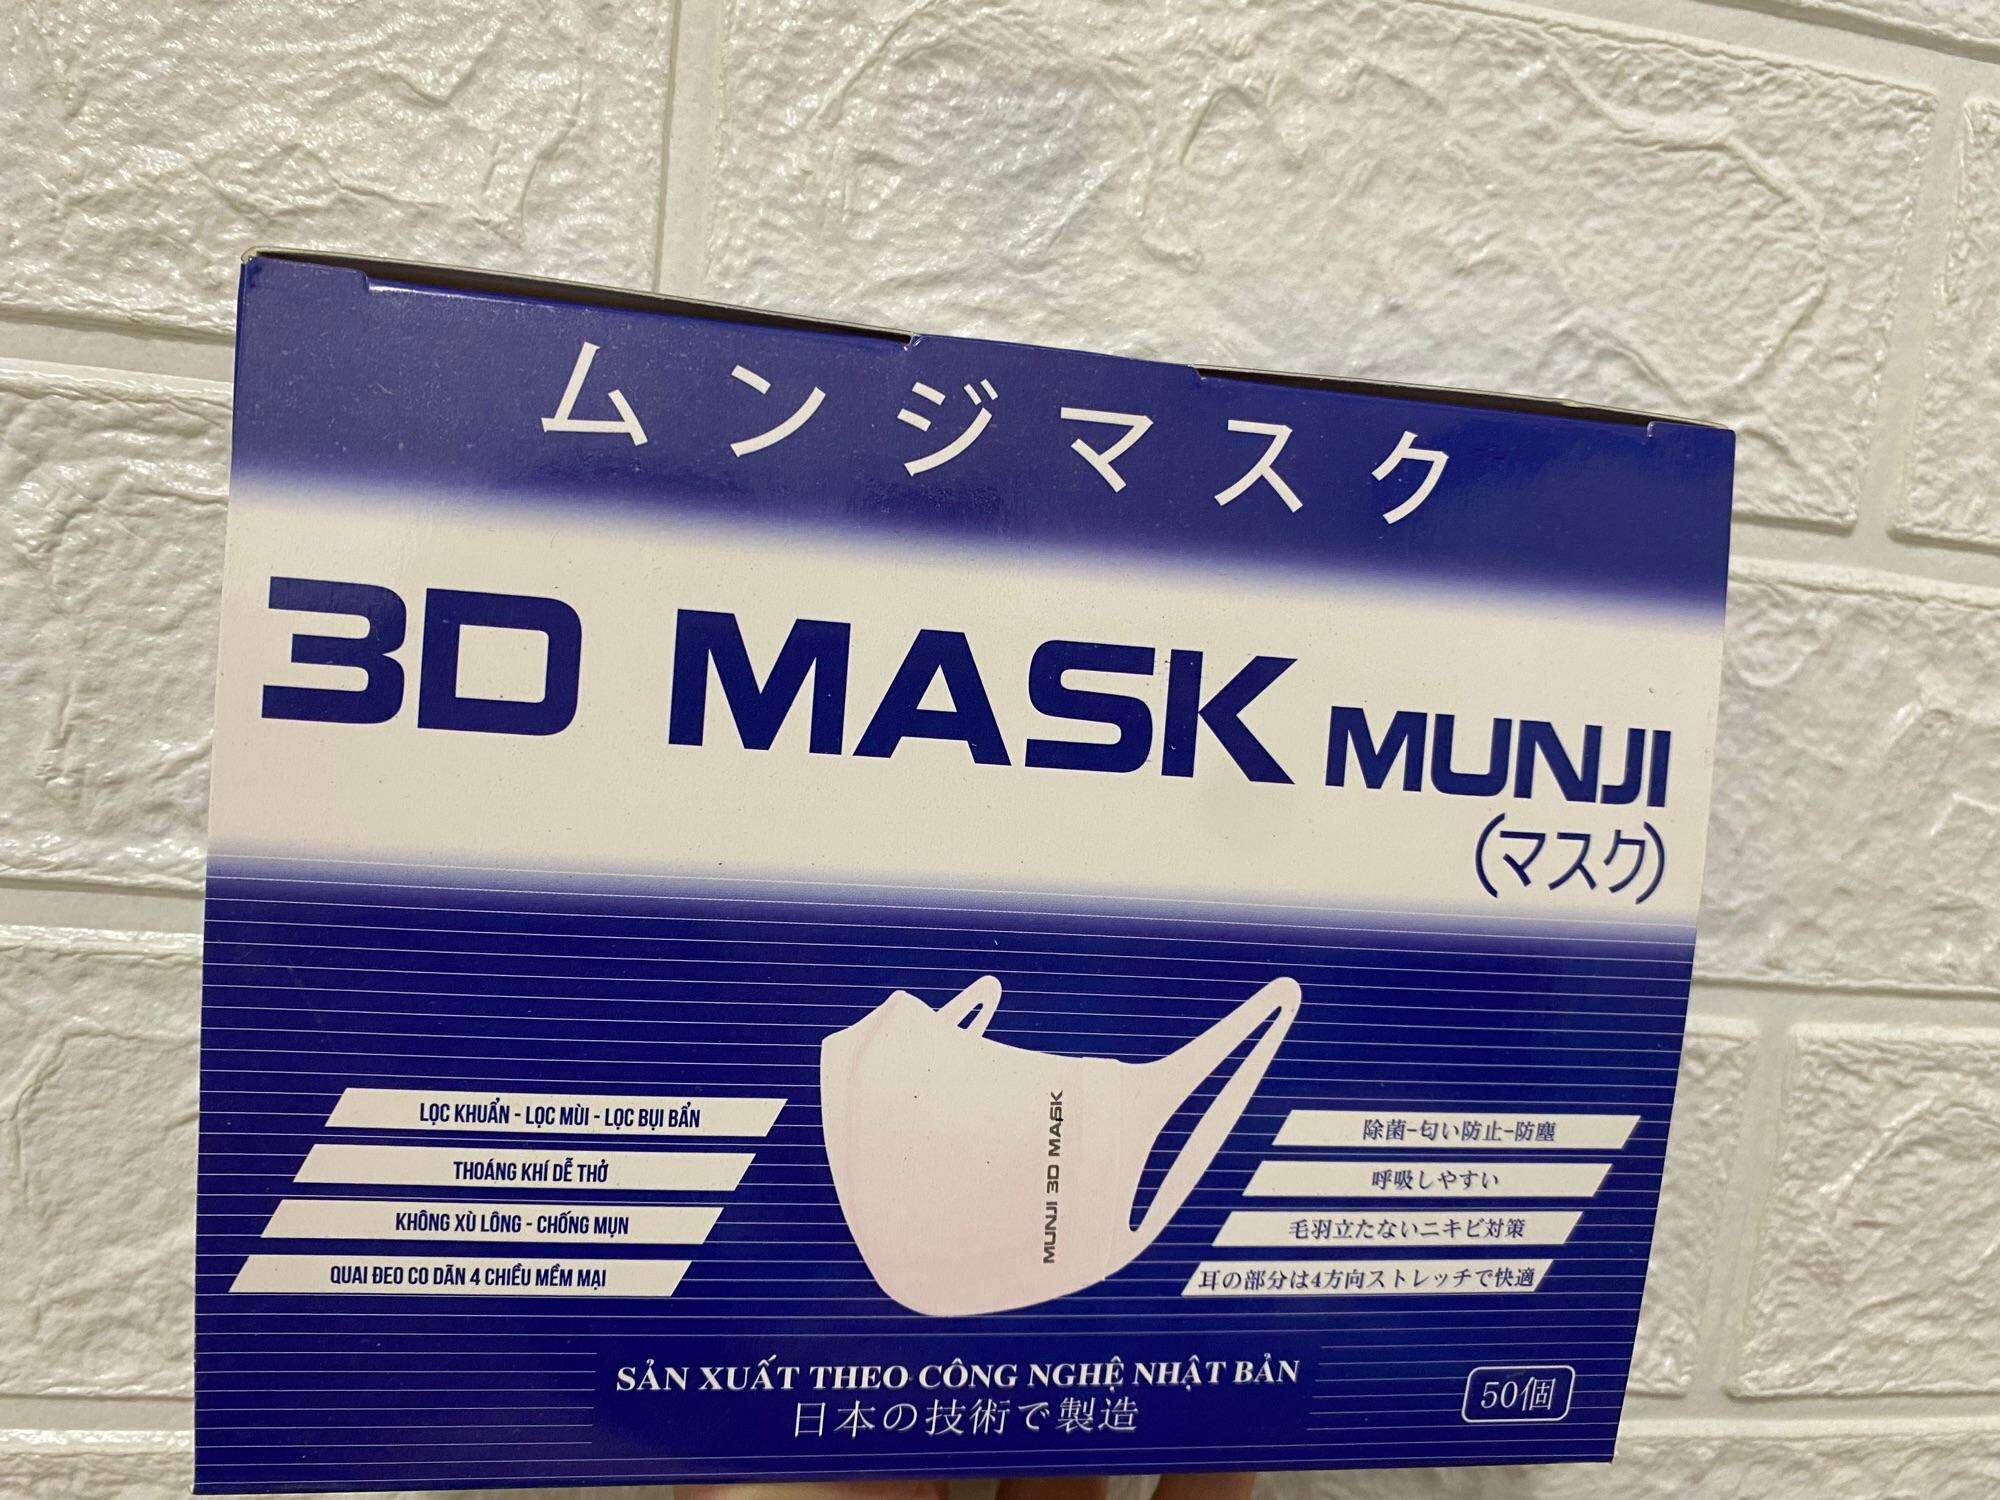 ムンジマスク
3D MASK MUNJI
(マスク)
MUNJI 3D MASK
LỌC KHUẨN - LỌC MÙI - LỌC BỤI BẨN
THOÁNG KHÍ DỄ THỞ
KHÔNG XÙ LÔNG - CHỐNG MỤN
QUAI ĐEO CO DÃN 4 CHIỀU MỀM MẠI
除菌-匂い防止-防塵
呼吸しやすい
毛羽立たないニキビ対策
耳の部分は4方向ストレッチで快適
SẢN XUẤT THEO CÔNG NGHỆ NHẬT BẢN
日本の技術で製造
50個